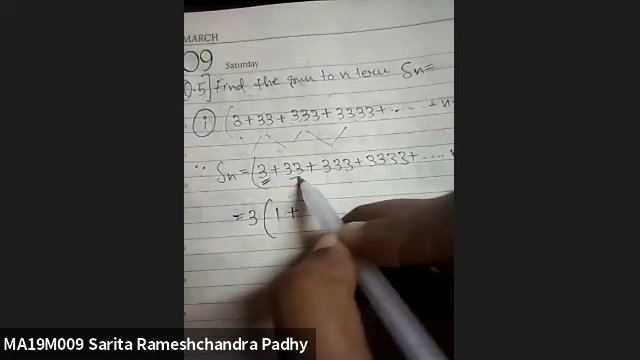 MARCH
09 Saturday
Q.5] Find the sum to n term Sn=
(i) (3+33+333+3333+..... +n
∵ Sn = (3+33+333+3333+....
= 3(1+
MA19M009 Sarita Rameshchandra Padhy